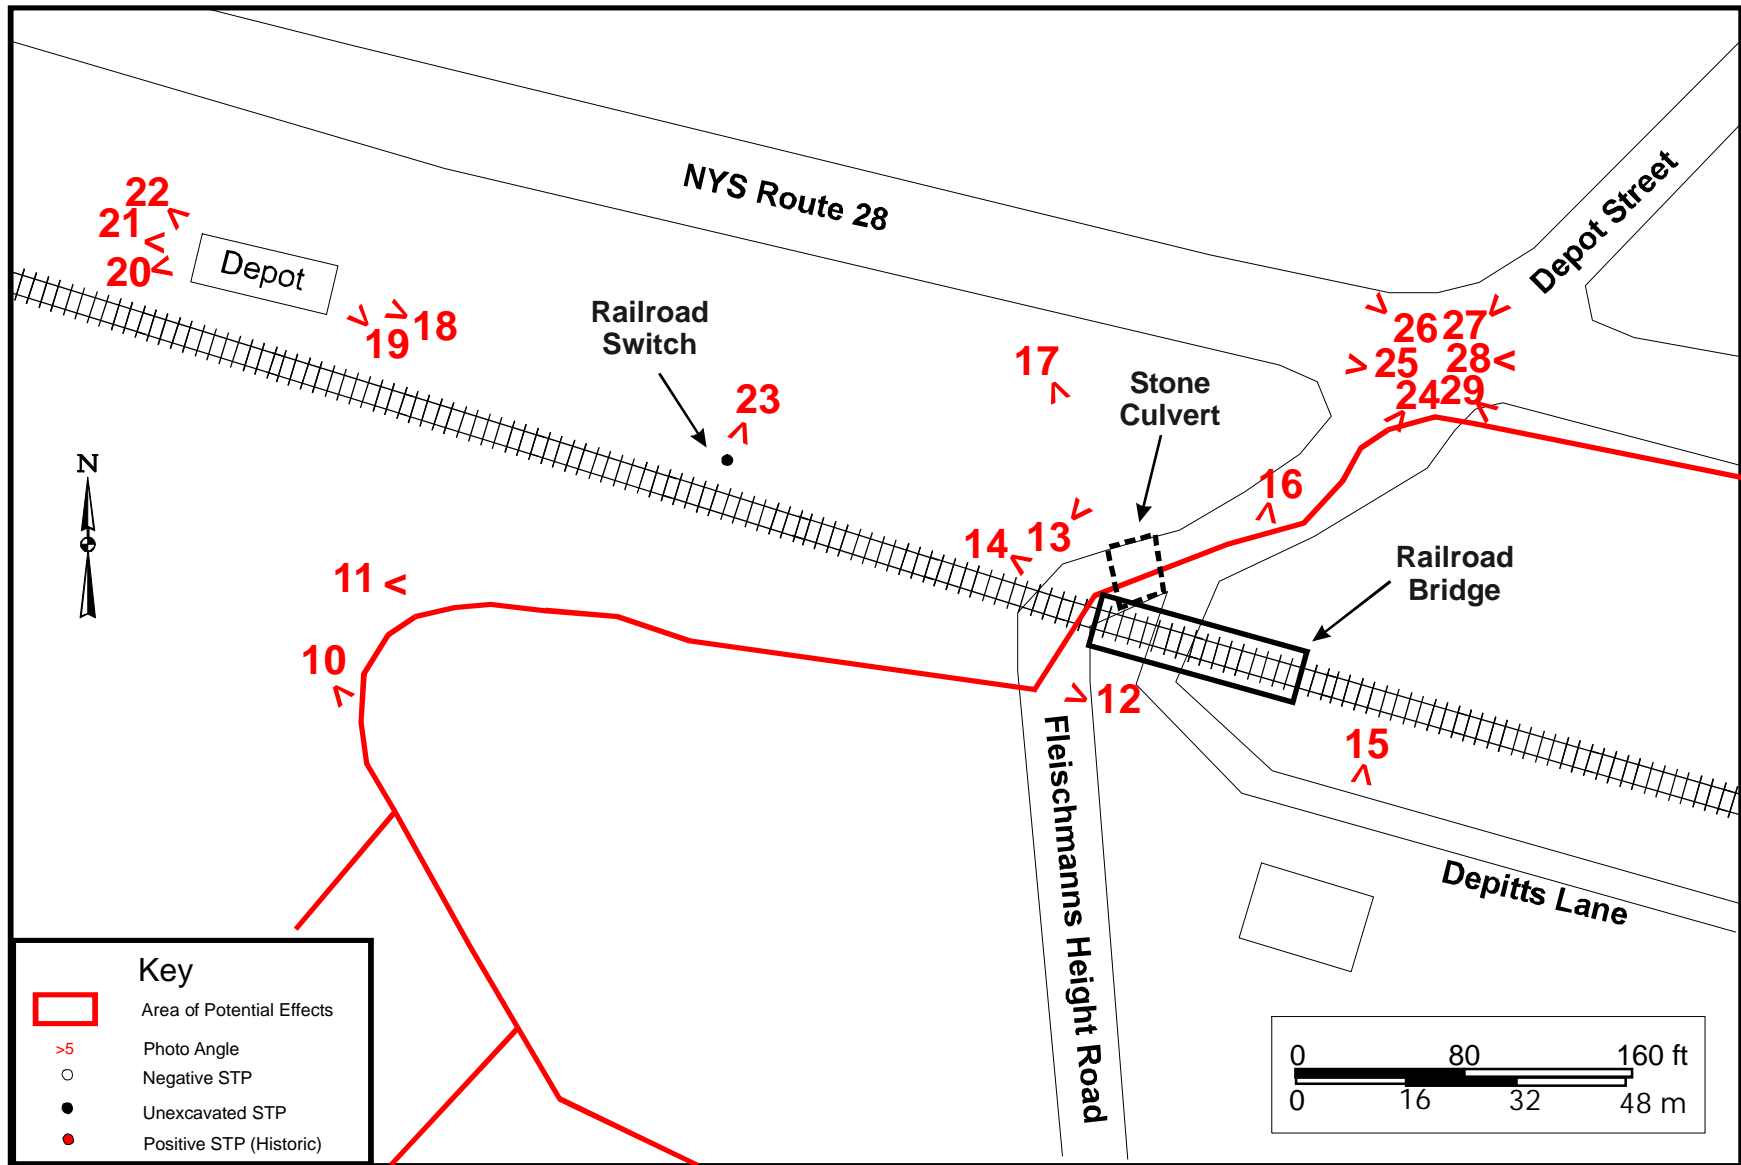 NYS Route 28
Depot Street
22
21
20
Depot
18
19
Railroad
Switch
23
17
Stone
Culvert
26 27
25 28
24 29
16
N
14 13
11
10
Railroad
Bridge
12
15
Fleischmanns Height Road
Depitts Lane
Key
Area of Potential Effects
>5 Photo Angle
Negative STP
Unexcavated STP
Positive STP (Historic)
0 80 160 ft
0 16 32 48 m